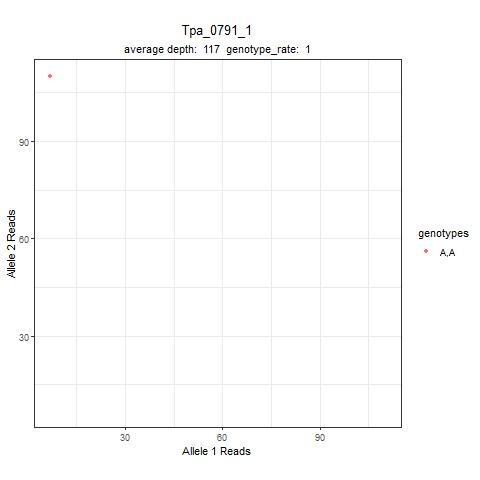 Tpa_0791_1
average depth: 117 genotype_rate: 1
90
60
30
Allele 2 Reads
30 60 90
Allele 1 Reads
genotypes
A,A